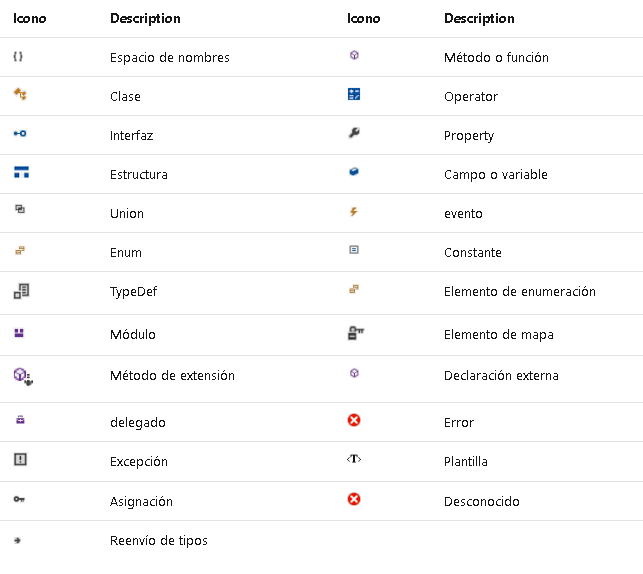 Icono Description Icono Description
Espacio de nombres Método o función
Clase Operator
Interfaz Property
Estructura Campo o variable
Union evento
Enum Constante
TypeDef Elemento de enumeración
Módulo Elemento de mapa
Método de extensión Declaración externa
delegado Error
Excepción Plantilla
Asignación Desconocido
Reenvío de tipos